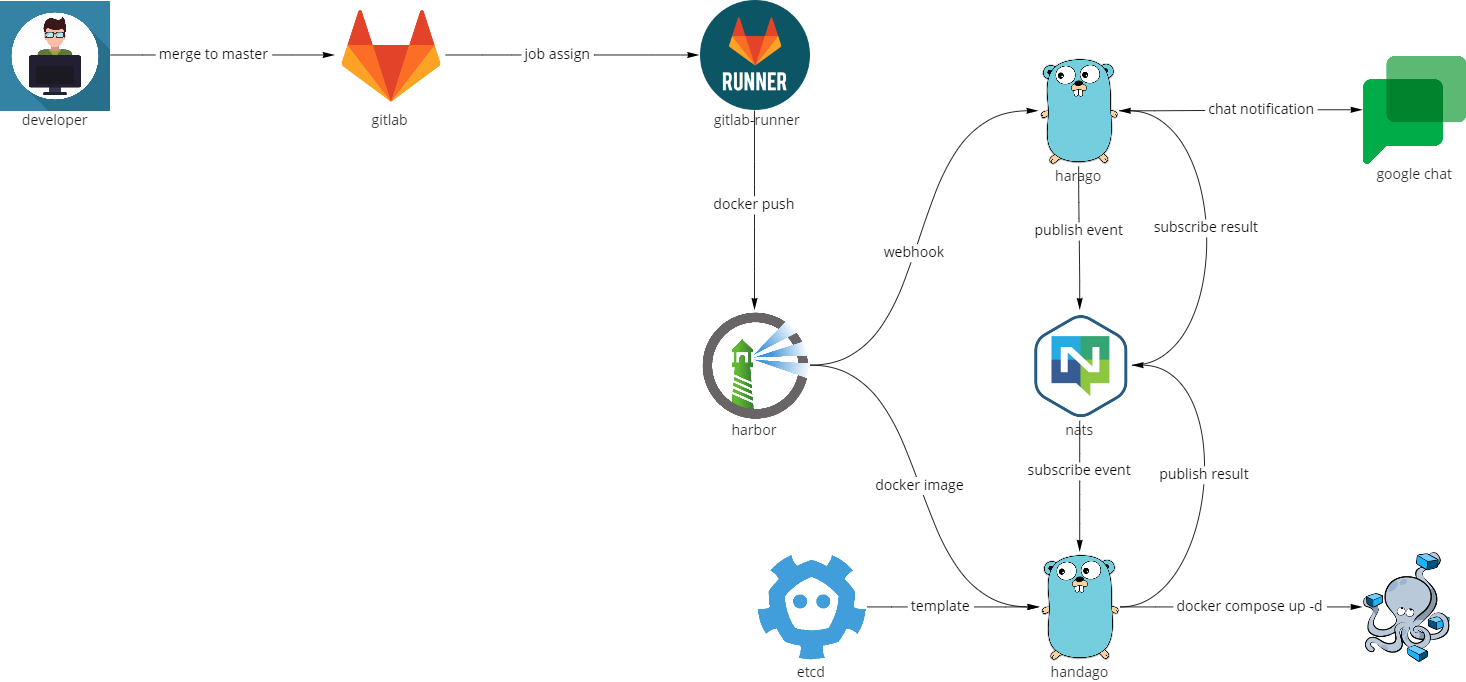 merge to master
job assign
RUNNER
developer
gitlab
gitlab-runner
chat notification
harago
google chat
docker push
publish event
subscribe result
webhook
N
harbor
nats
subscribe event
publish result
docker image
template
docker compose up -d
etcd
handago